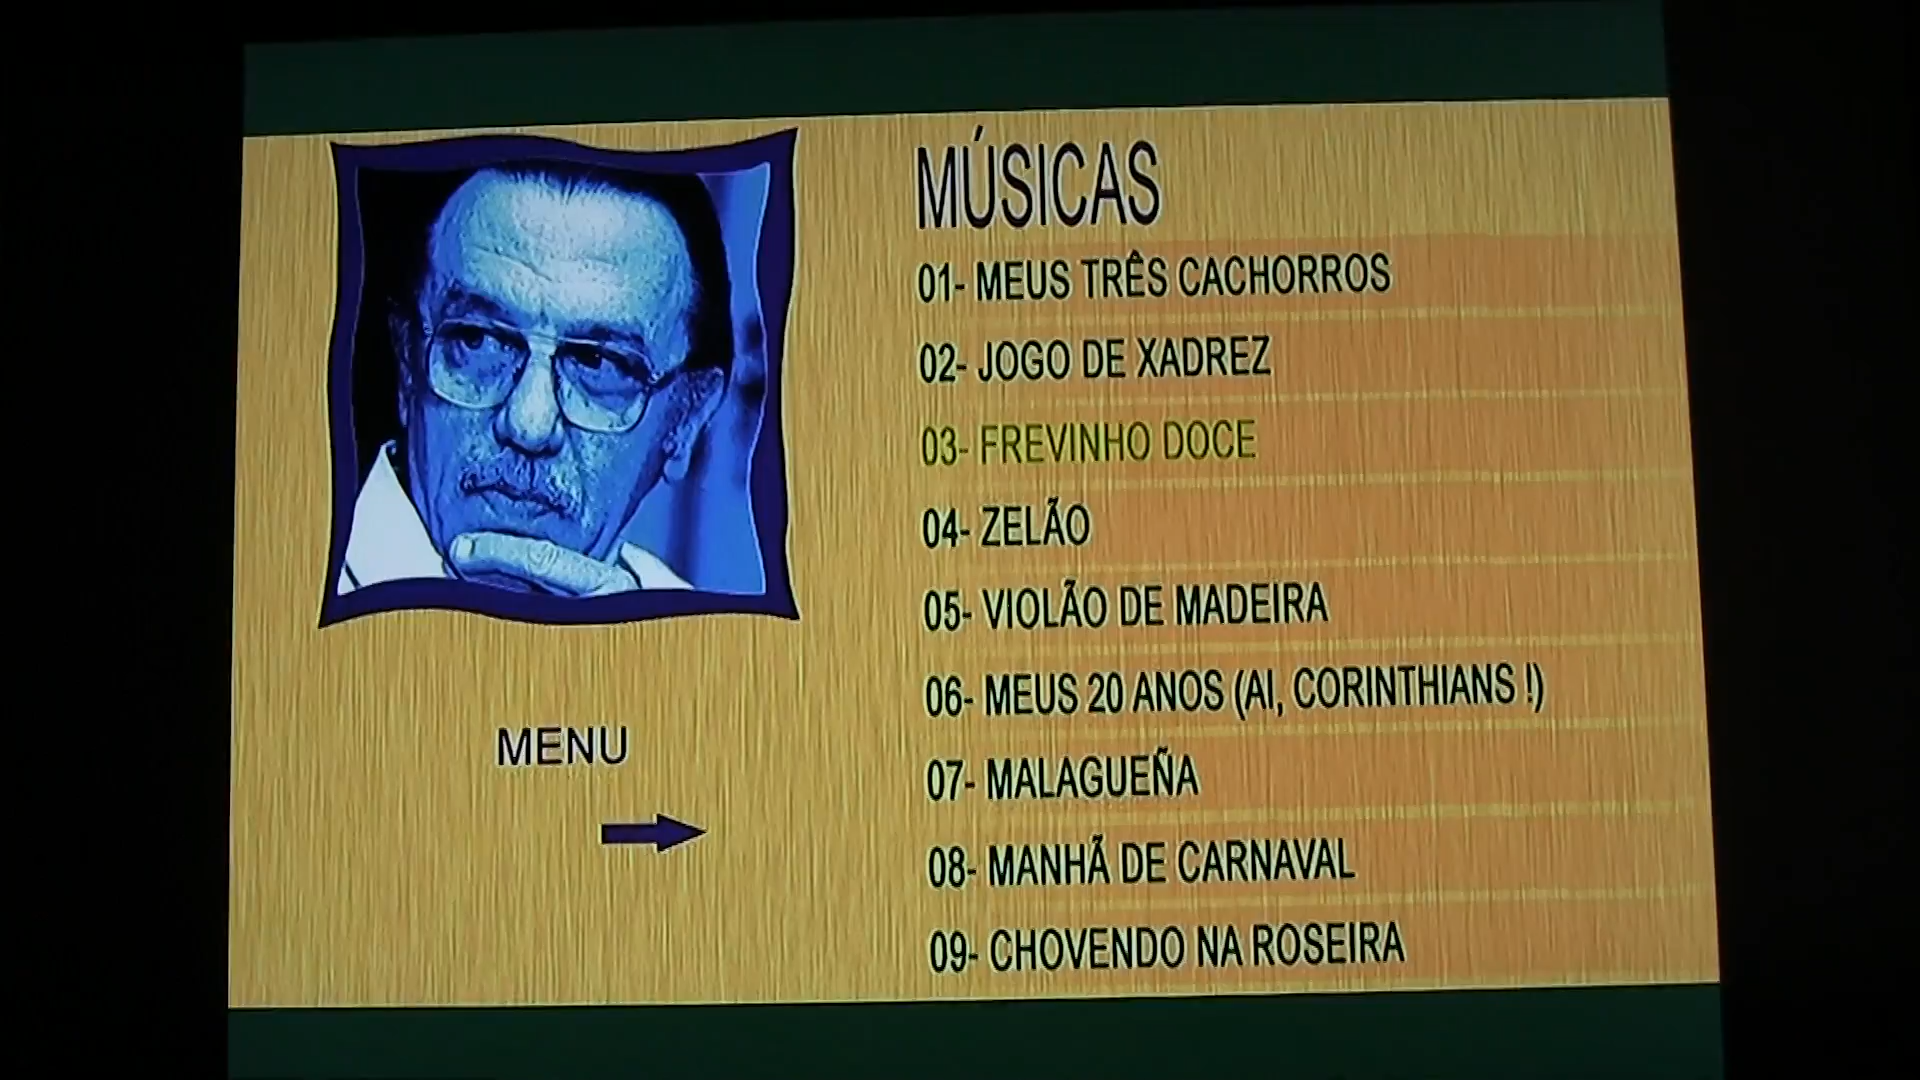 MÚSICAS
01- MEUS TRÊS CACHORROS
02- JOGO DE XADREZ
03- FREVINHO DOCE
04- ZELÃO
05- VIOLÃO DE MADEIRA
06- MEUS 20 ANOS (AI, CORINTHIANS !)
07- MALAGUEÑA
08- MANHÃ DE CARNAVAL
09- CHOVENDO NA ROSEIRA
MENU